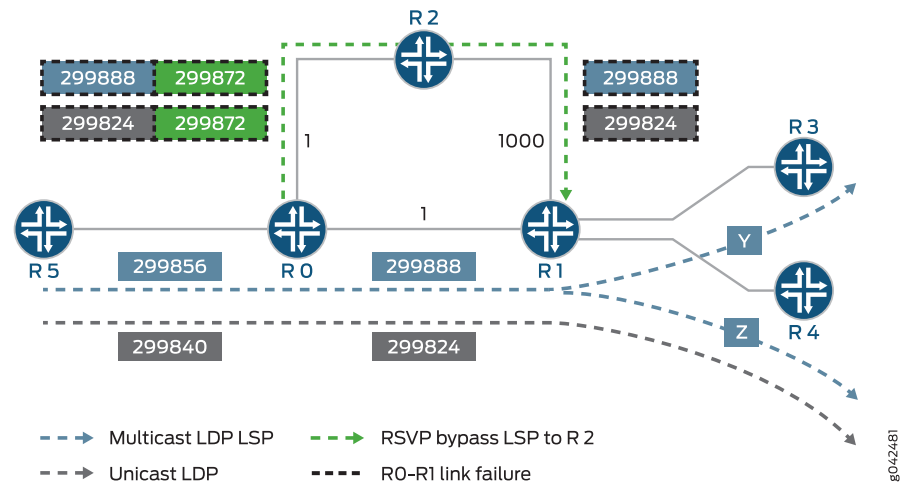 R 2
299888 299872
299888
299824 299872
299824
R 3
1
1000
1
R 5
299856
R 0
299888
R 1
Y
R 4
Z
299840
299824
Multicast LDP LSP
RSVP bypass LSP to R 2
Unicast LDP
R0-R1 link failure
g042481